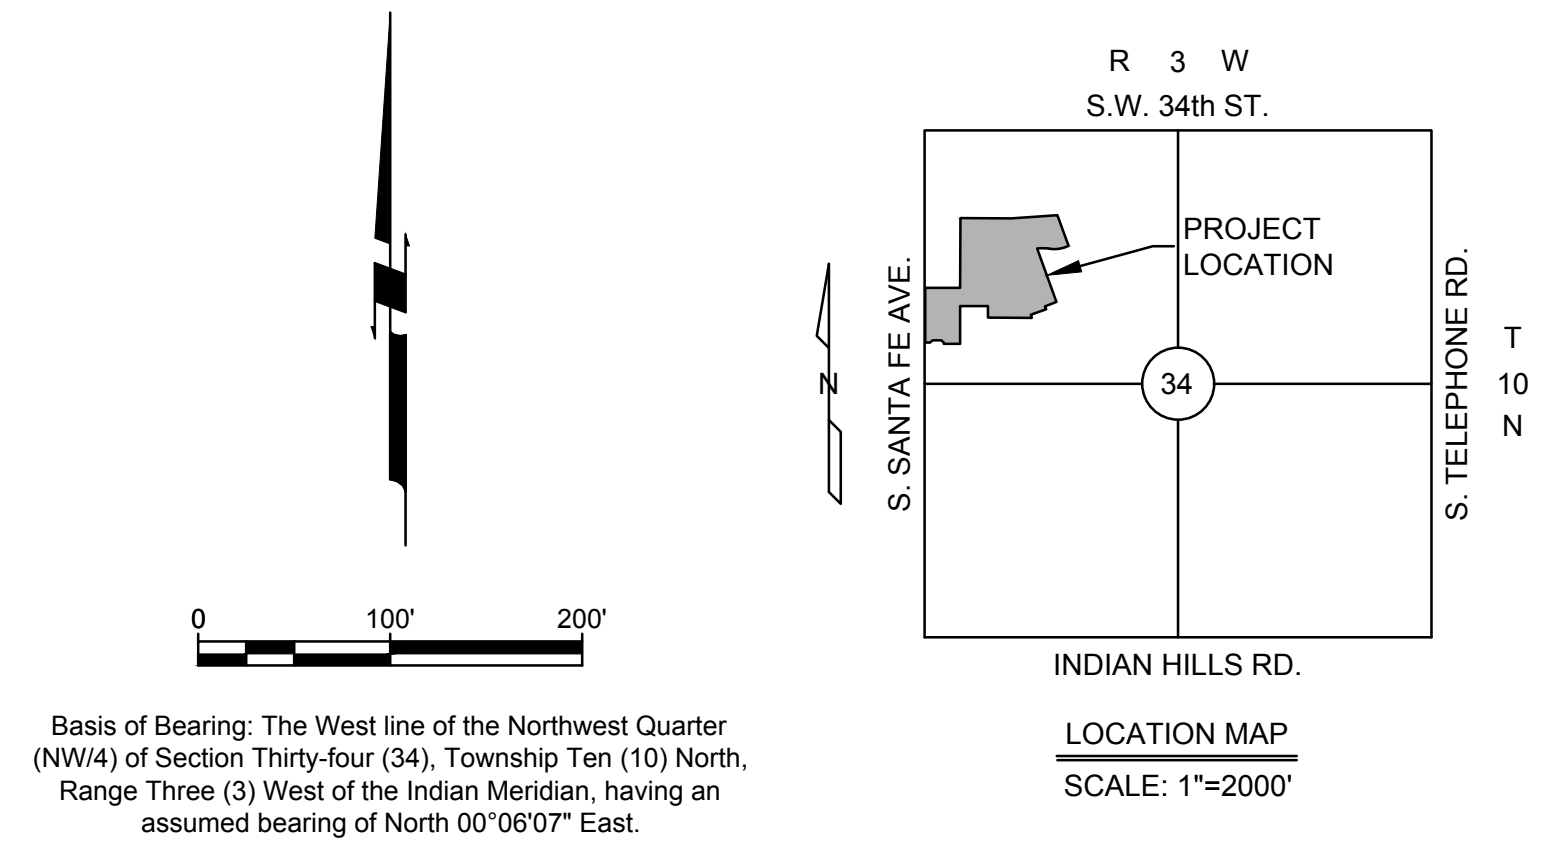 0 100' 200'
Basis of Bearing: The West line of the Northwest Quarter
(NW/4) of Section Thirty-four (34), Township Ten (10) North,
Range Three (3) West of the Indian Meridian, having an
assumed bearing of North 00°06'07" East.
R 3 W
S.W. 34th ST.
PROJECT
LOCATION
N
S. SANTA FE AVE.
34
S. TELEPHONE RD.
T
10
N
INDIAN HILLS RD.
LOCATION MAP
SCALE: 1"=2000'